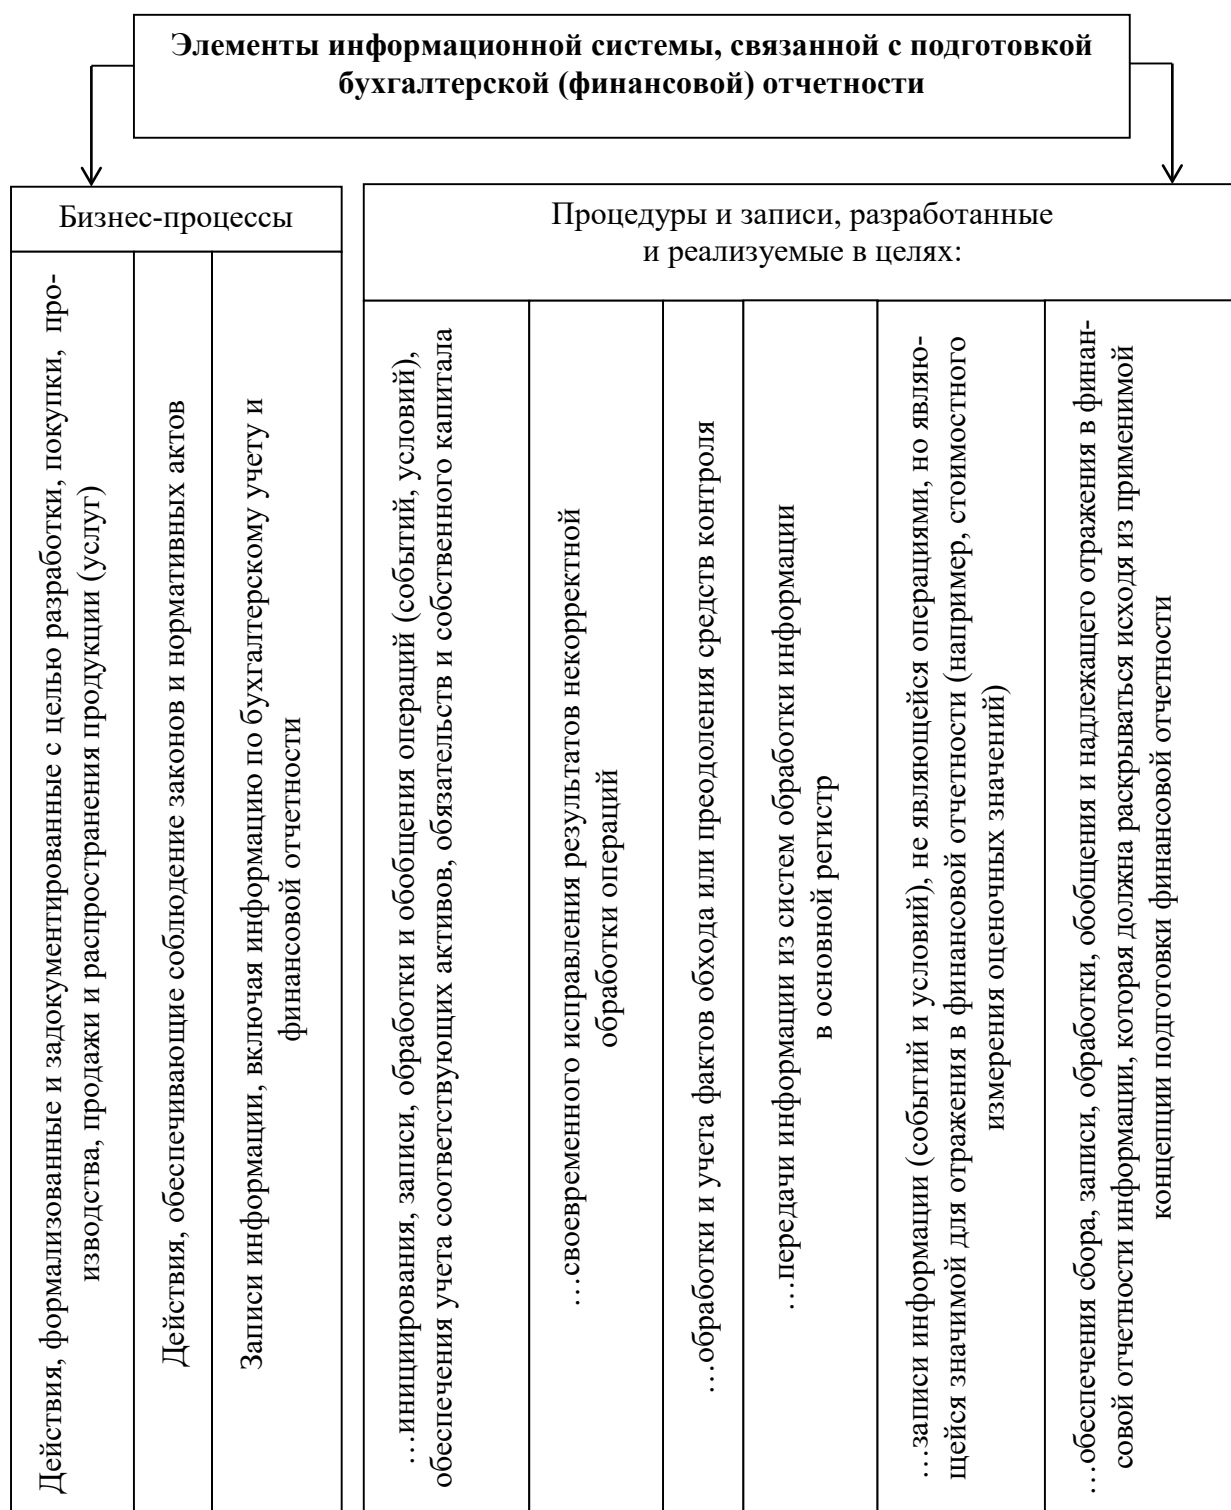 Элементы информационной системы, связанной с подготовкой
бухгалтерской (финансовой) отчетности
Бизнес-процессы
Действия, формализованные и задокументированные с целью разработки, покупки, про-
изводства, продажи и распространения продукции (услуг)
Действия, обеспечивающие соблюдение законов и нормативных актов
Записи информации, включая информацию по бухгалтерскому учету и
финансовой отчетности
Процедуры и записи, разработанные
и реализуемые в целях:
…инициирования, записи, обработки и обобщения операций (событий, условий),
обеспечения учета соответствующих активов, обязательств и собственного капитала
…своевременного исправления результатов некорректной
обработки операций
…обработки и учета фактов обхода или преодоления средств контроля
…передачи информации из систем обработки информации
в основной регистр
…записи информации (событий и условий), не являющейся операциями, но являю-
щейся значимой для отражения в финансовой отчетности (например, стоимостного
измерения оценочных значений)
…обеспечения сбора, записи, обработки, обобщения и надлежащего отражения в финан-
совой отчетности информации, которая должна раскрываться исходя из применимой
концепции подготовки финансовой отчетности